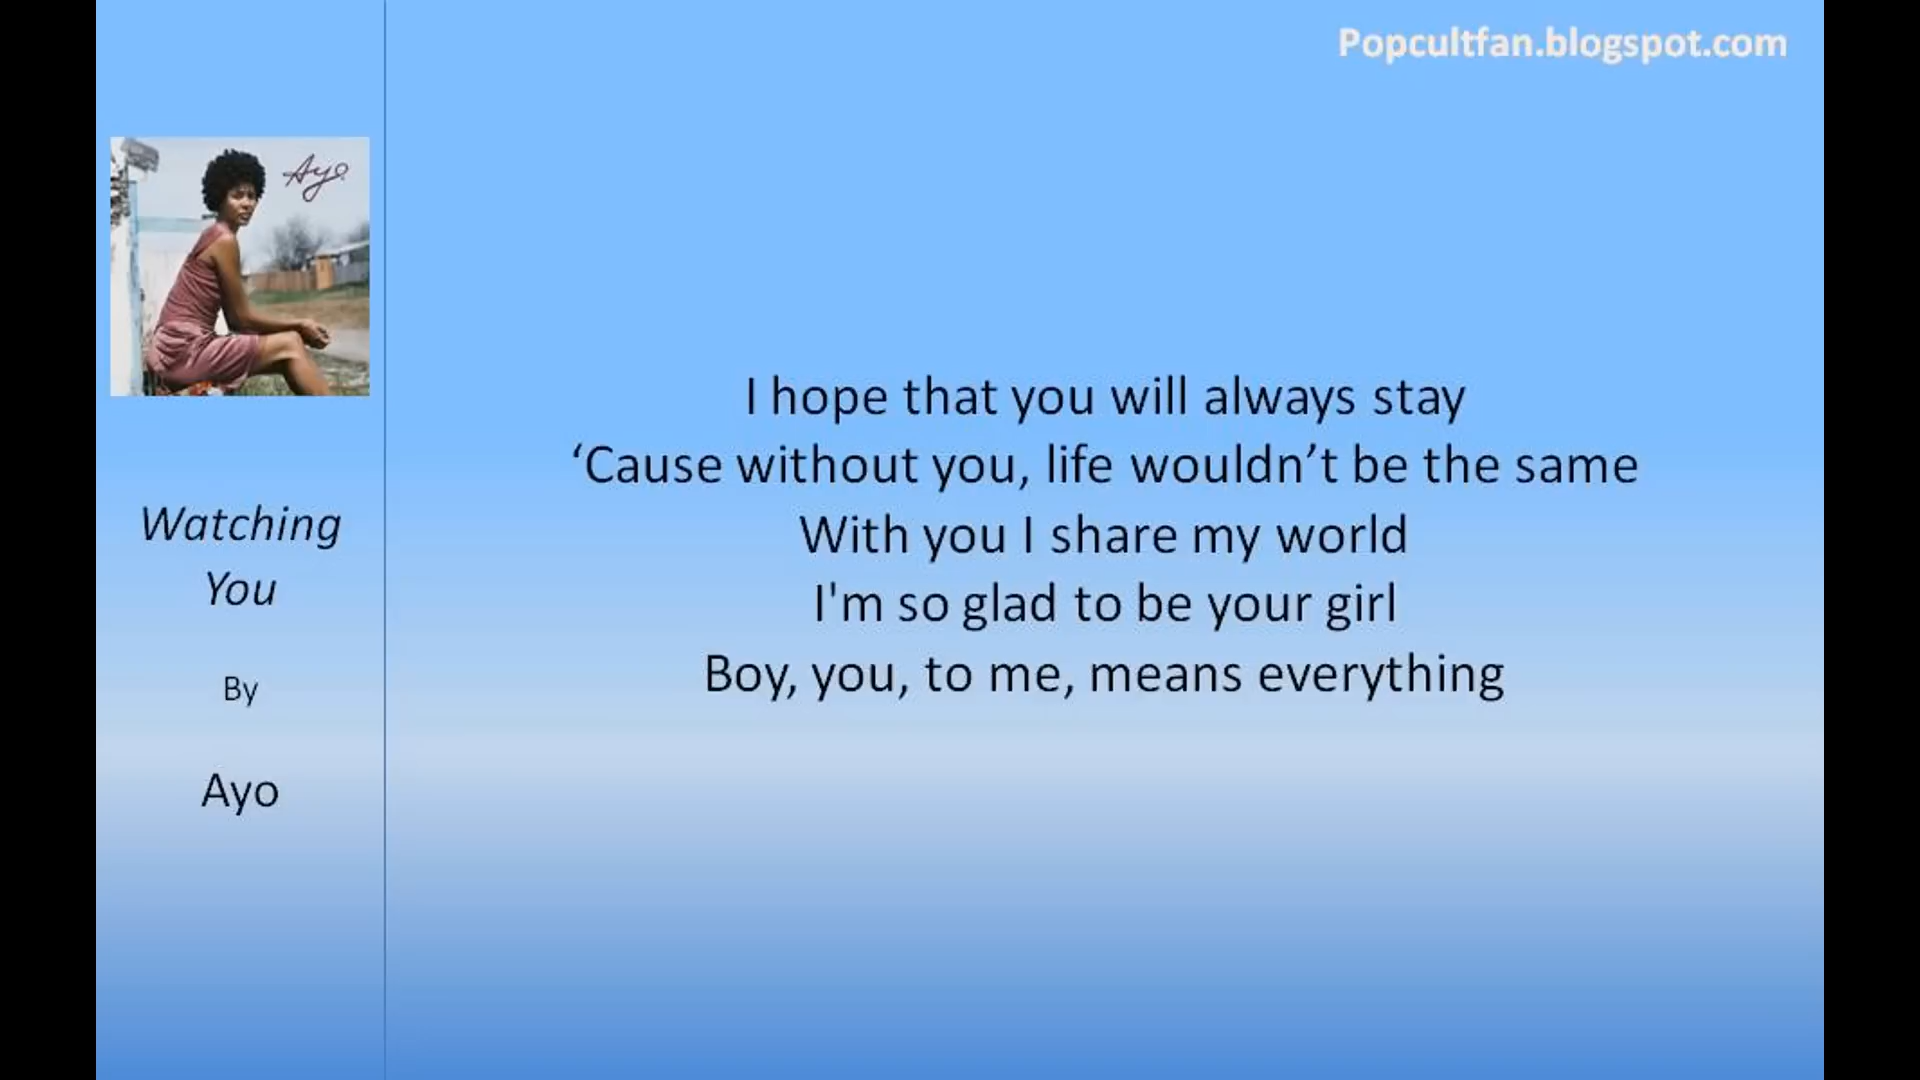 Popcultfan.blogspot.com
Ayo
Watching
You
By
Ayo
I hope that you will always stay
‘Cause without you, life wouldn’t be the same
With you I share my world
I'm so glad to be your girl
Boy, you, to me, means everything